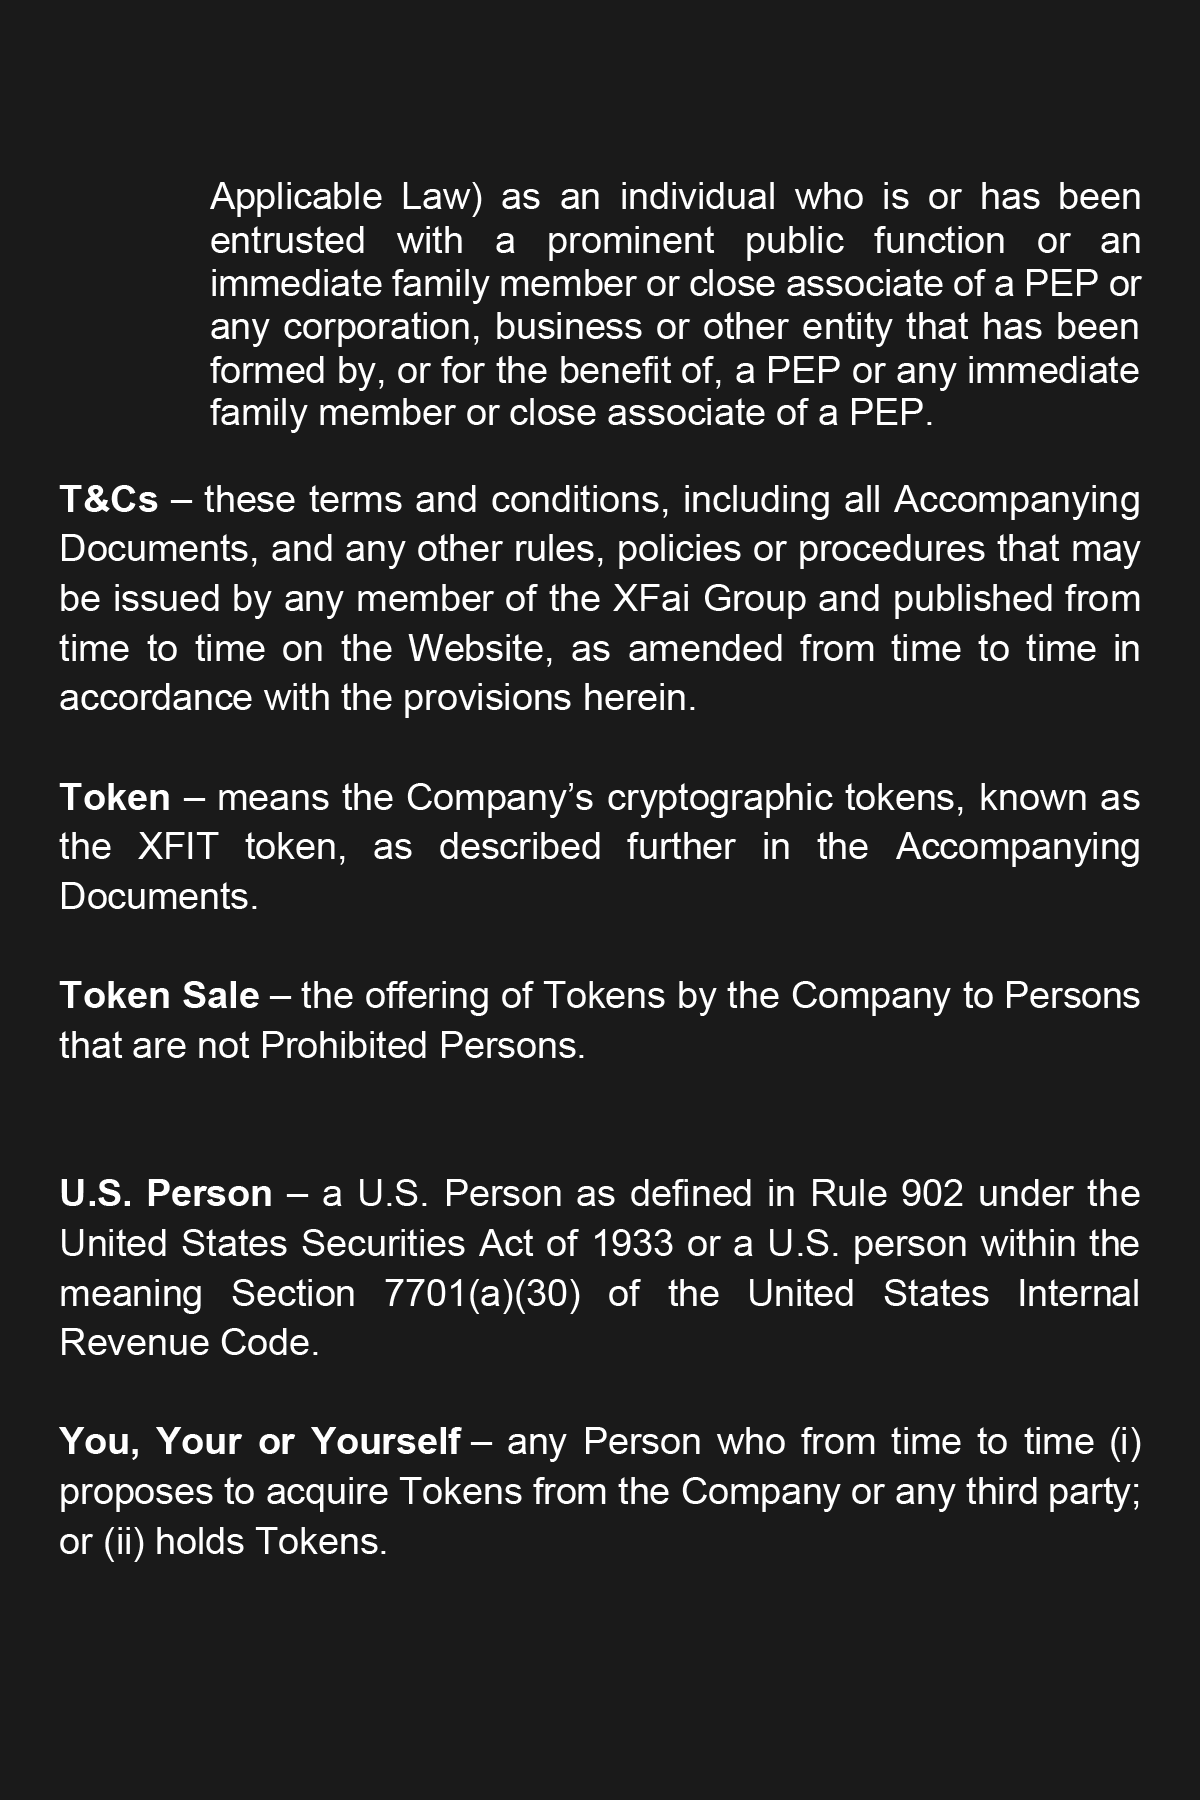 Applicable Law) as an individual who is or has been
entrusted with a prominent public function or an
immediate family member or close associate of a PEP or
any corporation, business or other entity that has been
formed by, or for the benefit of, a PEP or any immediate
family member or close associate of a PEP.
T&Cs – these terms and conditions, including all Accompanying
Documents, and any other rules, policies or procedures that may
be issued by any member of the XFai Group and published from
time to time on the Website, as amended from time to time in
accordance with the provisions herein.
Token – means the Company’s cryptographic tokens, known as
the XFIT token, as described further in the Accompanying
Documents.
Token Sale – the offering of Tokens by the Company to Persons
that are not Prohibited Persons.
U.S. Person – a U.S. Person as defined in Rule 902 under the
United States Securities Act of 1933 or a U.S. person within the
meaning Section 7701(a)(30) of the United States Internal
Revenue Code.
You, Your or Yourself – any Person who from time to time (i)
proposes to acquire Tokens from the Company or any third party;
or (ii) holds Tokens.